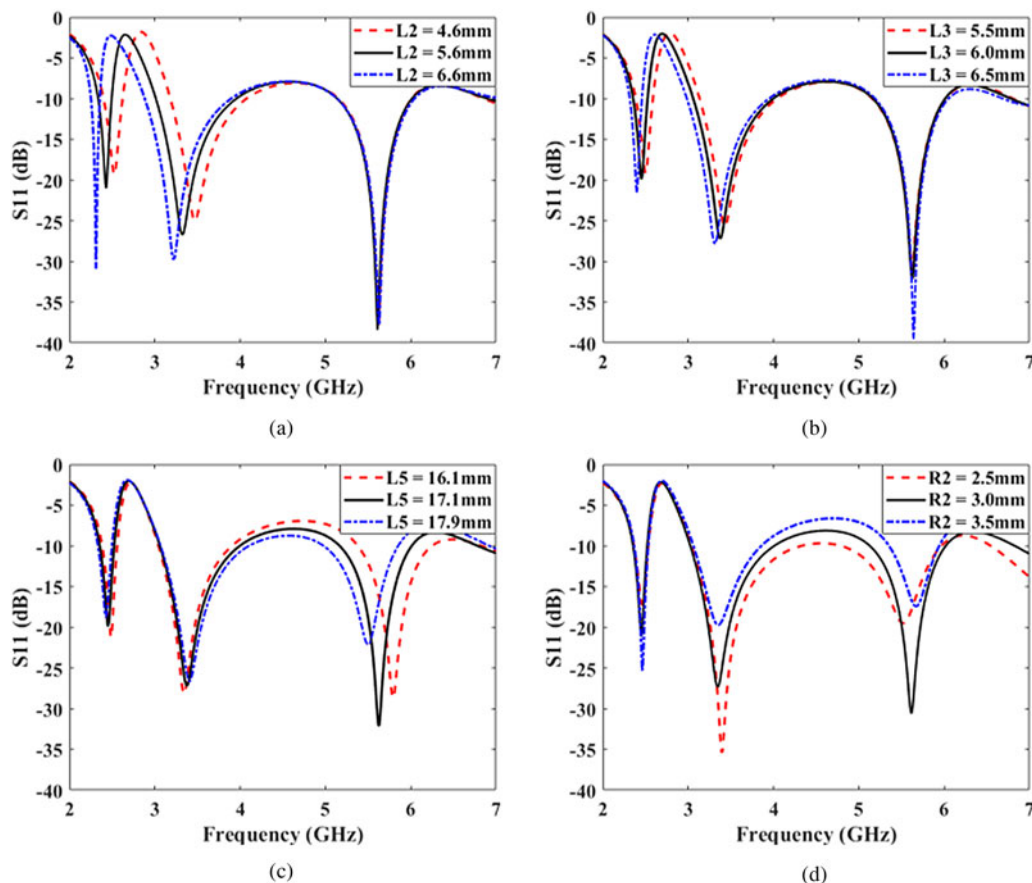 0
-5
-10
-15
-20
-25
-30
-35
-40
S11 (dB)
L2 = 4.6mm
L2 = 5.6mm
L2 = 6.6mm
2 3 4 5 6 7
Frequency (GHz)
(a)
0
-5
-10
-15
-20
-25
-30
-35
-40
S11 (dB)
L3 = 5.5mm
L3 = 6.0mm
L3 = 6.5mm
2 3 4 5 6 7
Frequency (GHz)
(b)
0
-5
-10
-15
-20
-25
-30
-35
-40
S11 (dB)
L5 = 16.1mm
L5 = 17.1mm
L5 = 17.9mm
2 3 4 5 6 7
Frequency (GHz)
(c)
0
-5
-10
-15
-20
-25
-30
-35
-40
S11 (dB)
R2 = 2.5mm
R2 = 3.0mm
R2 = 3.5mm
2 3 4 5 6 7
Frequency (GHz)
(d)